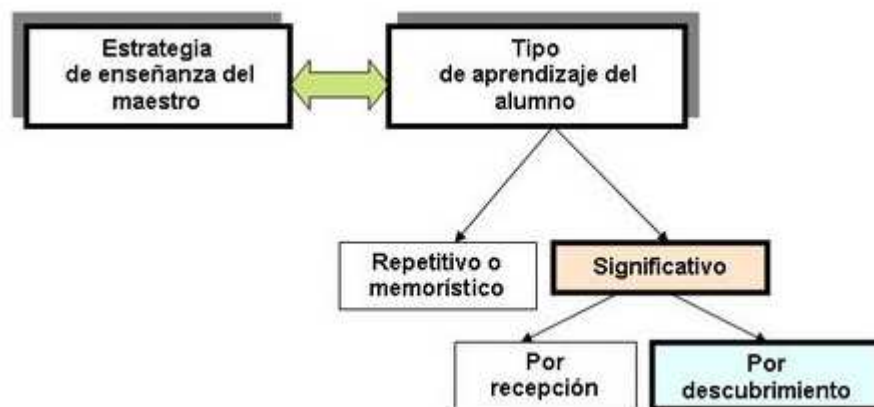 Estrategia
de enseñanza del
maestro
Tipo
de aprendizaje del
alumno
Repetitivo o
memorístico
Significativo
Por
recepción
Por
descubrimiento